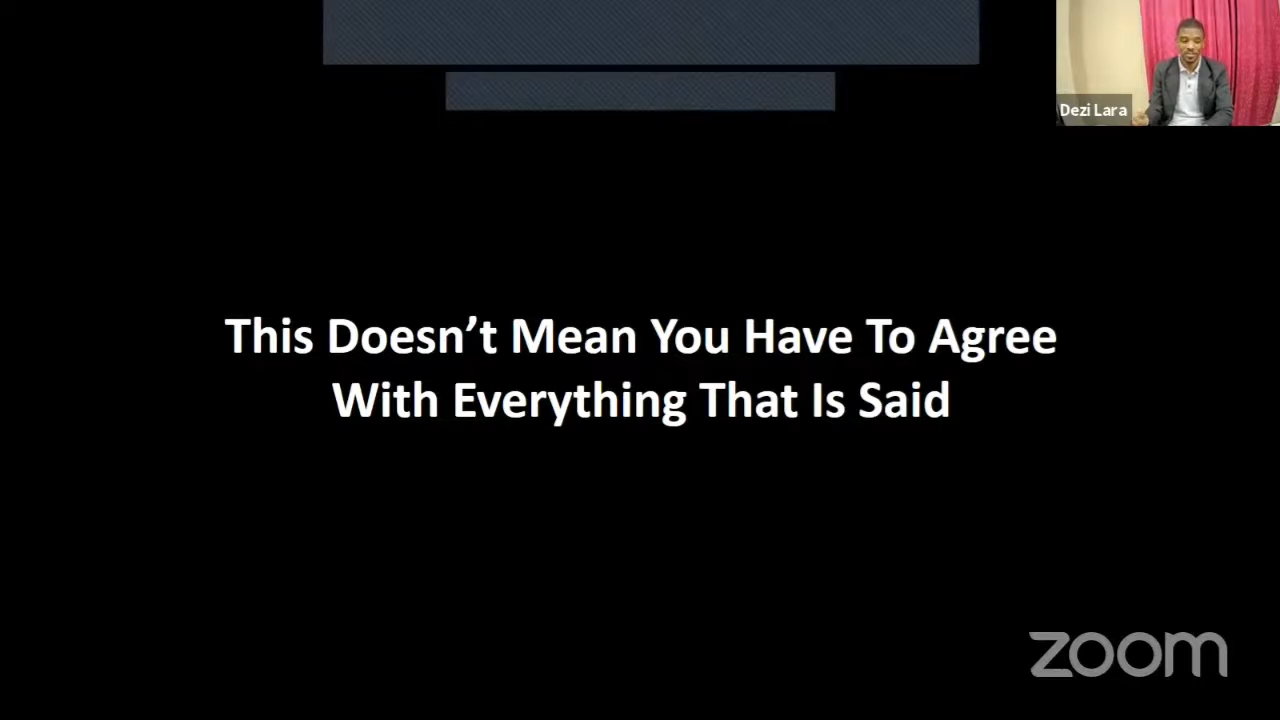 Dezi Lara
This Doesn’t Mean You Have To Agree
With Everything That Is Said
zoom